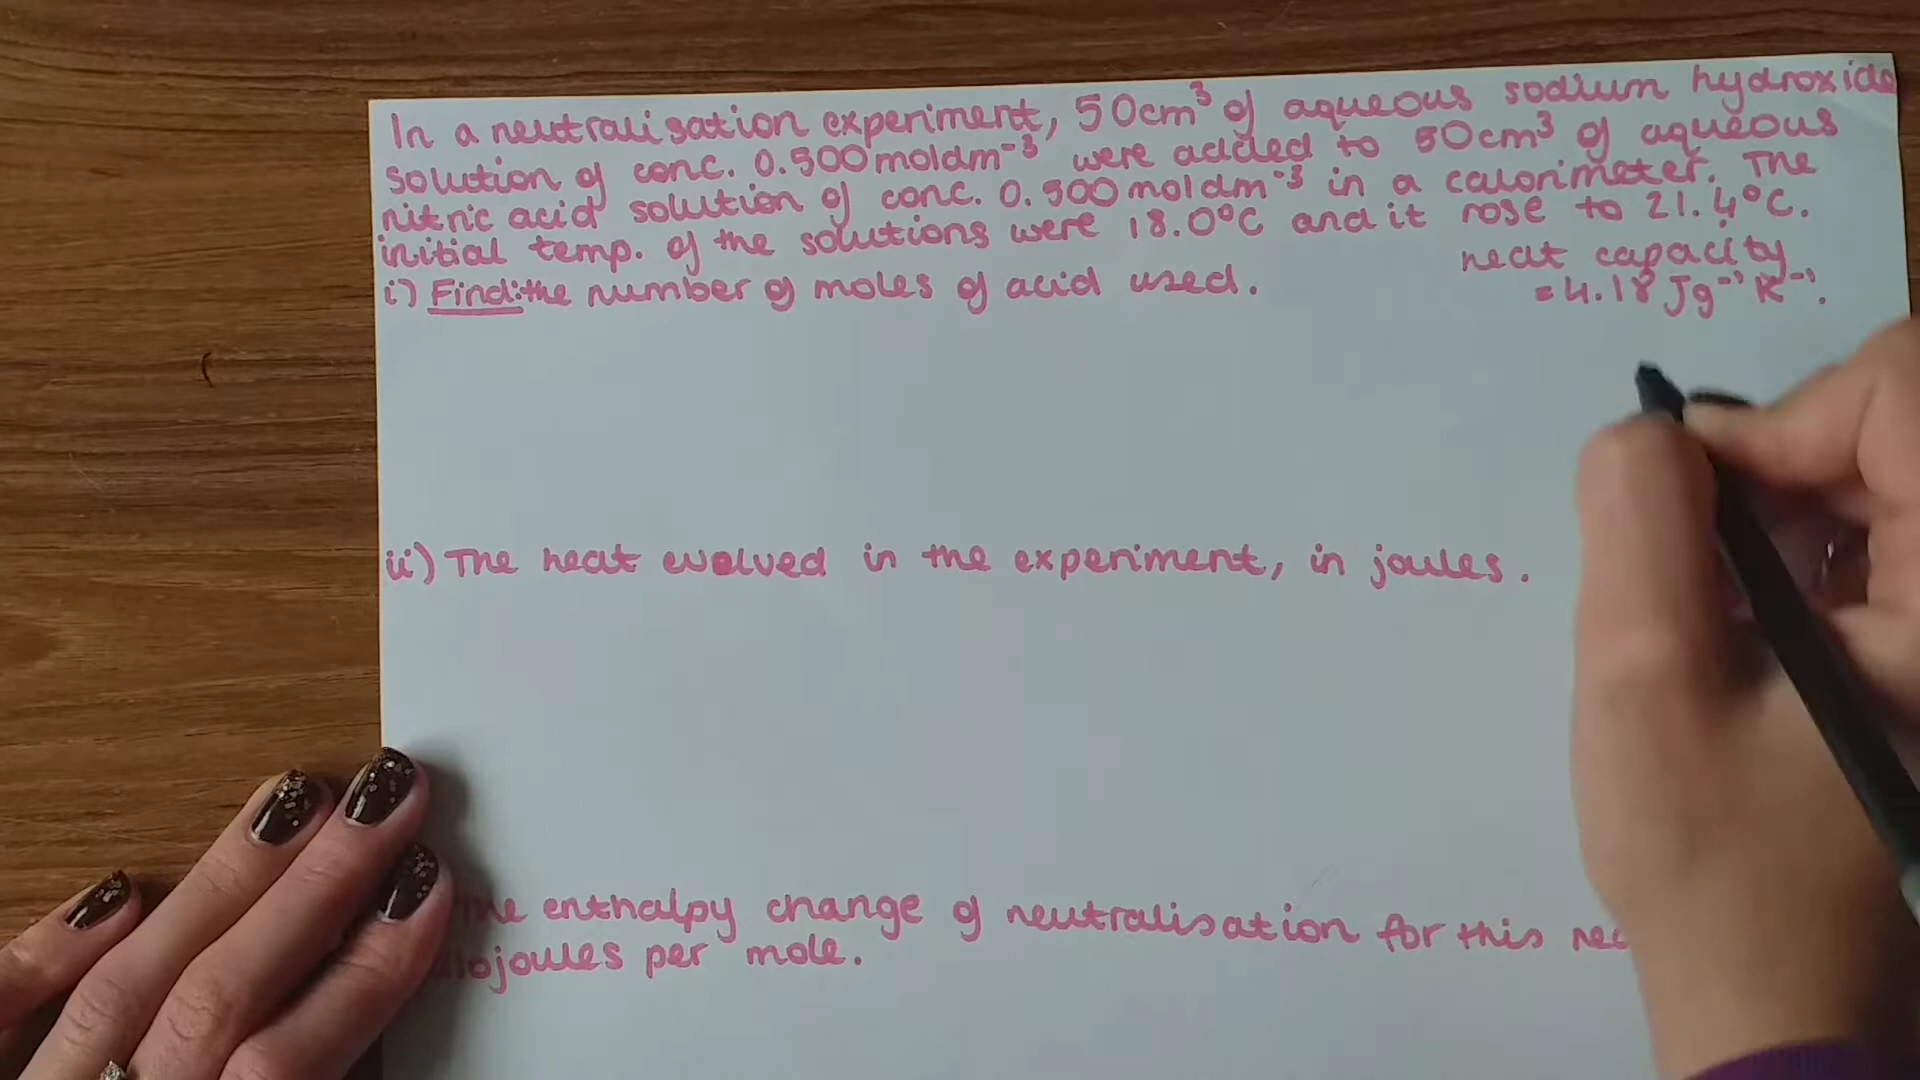 In a neutralisation experiment, 50cm³ of aqueous sodium hydroxide
solution of conc. 0.500 moldm⁻³ were added to 50cm³ of aqueous
nitric acid solution of conc. 0.500 moldm⁻³ in a calorimeter. The
initial temp. of the solutions were 18.0°C and it rose to 21.4°C.
heat capacity
= 4.18 Jg⁻¹ K⁻¹.
i) Find: the number of moles of acid used.
ii) The heat evolved in the experiment, in joules.
enthalpy change of neutralisation for this
per mole.